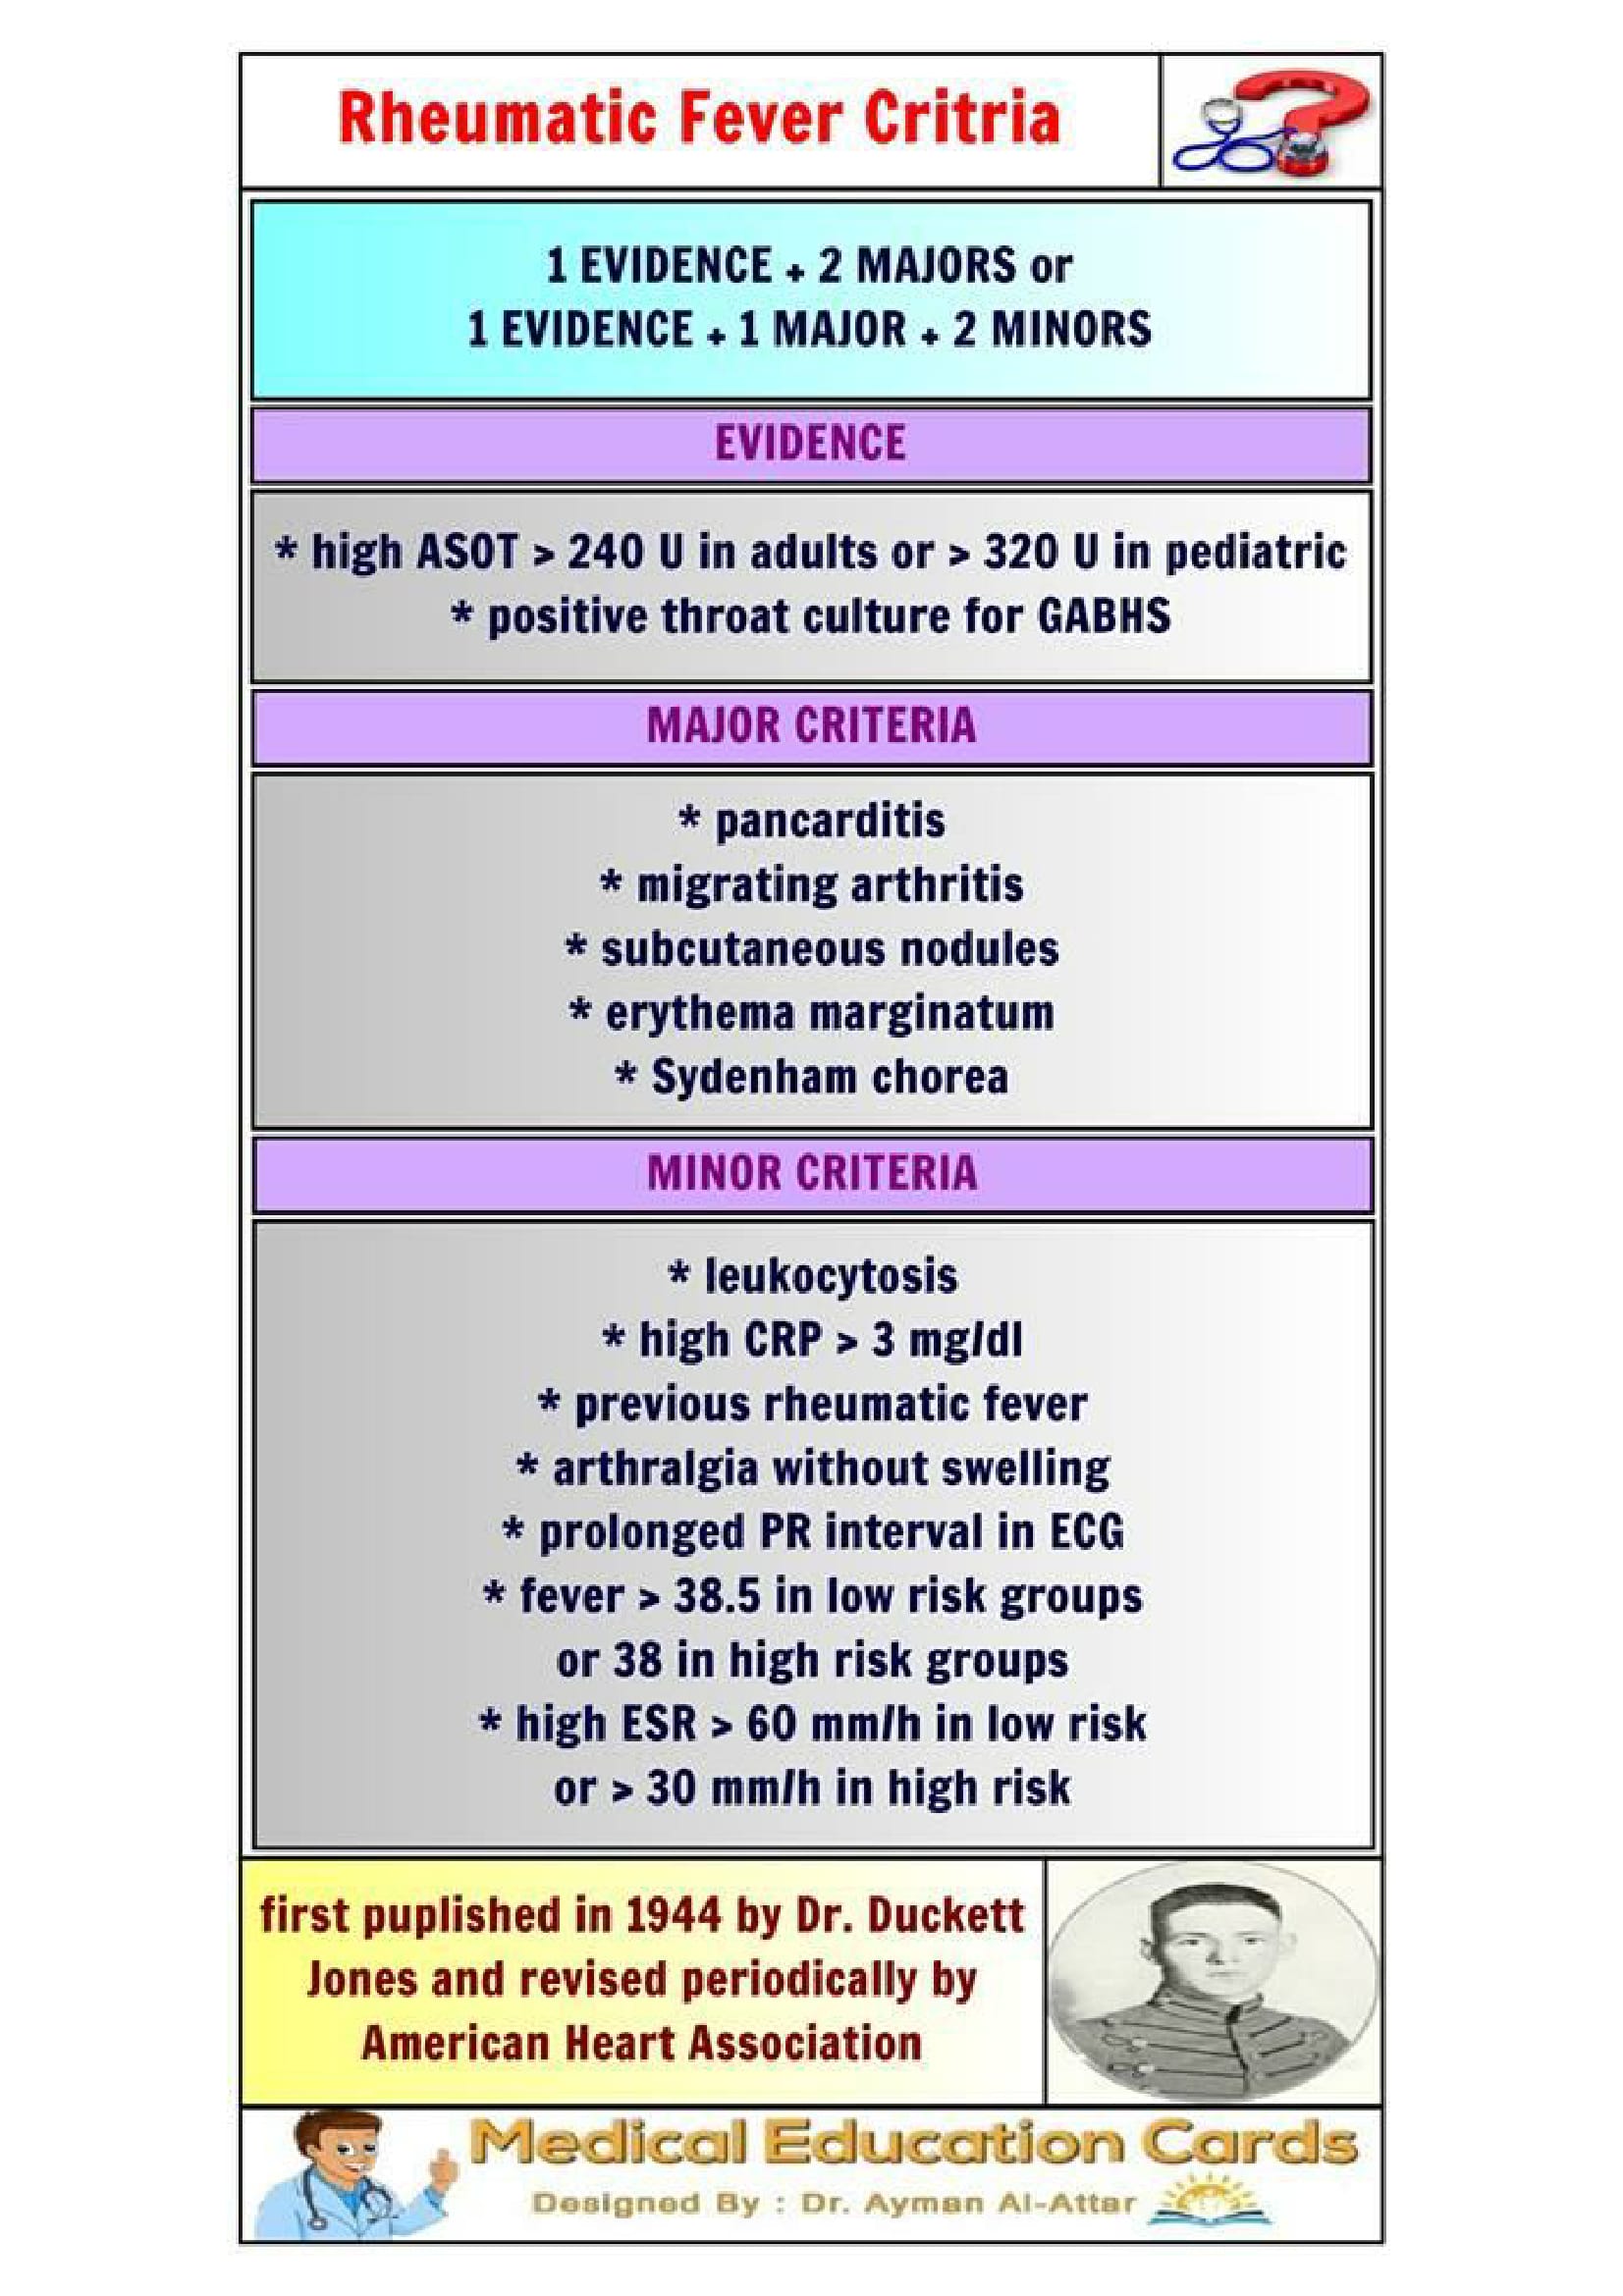 Rheumatic Fever Critria
1 EVIDENCE + 2 MAJORS or
1 EVIDENCE + 1 MAJOR + 2 MINORS
EVIDENCE
* high ASOT > 240 U in adults or > 320 U in pediatric
* positive throat culture for GABHS
MAJOR CRITERIA
* pancarditis
* migrating arthritis
* subcutaneous nodules
* erythema marginatum
* Sydenham chorea
MINOR CRITERIA
* leukocytosis
* high CRP > 3 mg/dl
* previous rheumatic fever
* arthralgia without swelling
* prolonged PR interval in ECG
* fever > 38.5 in low risk groups
or 38 in high risk groups
* high ESR > 60 mm/h in low risk
or > 30 mm/h in high risk
first puplished in 1944 by Dr. Duckett
Jones and revised periodically by
American Heart Association
Medical Education Cards
Designed By : Dr. Ayman Al-Attar